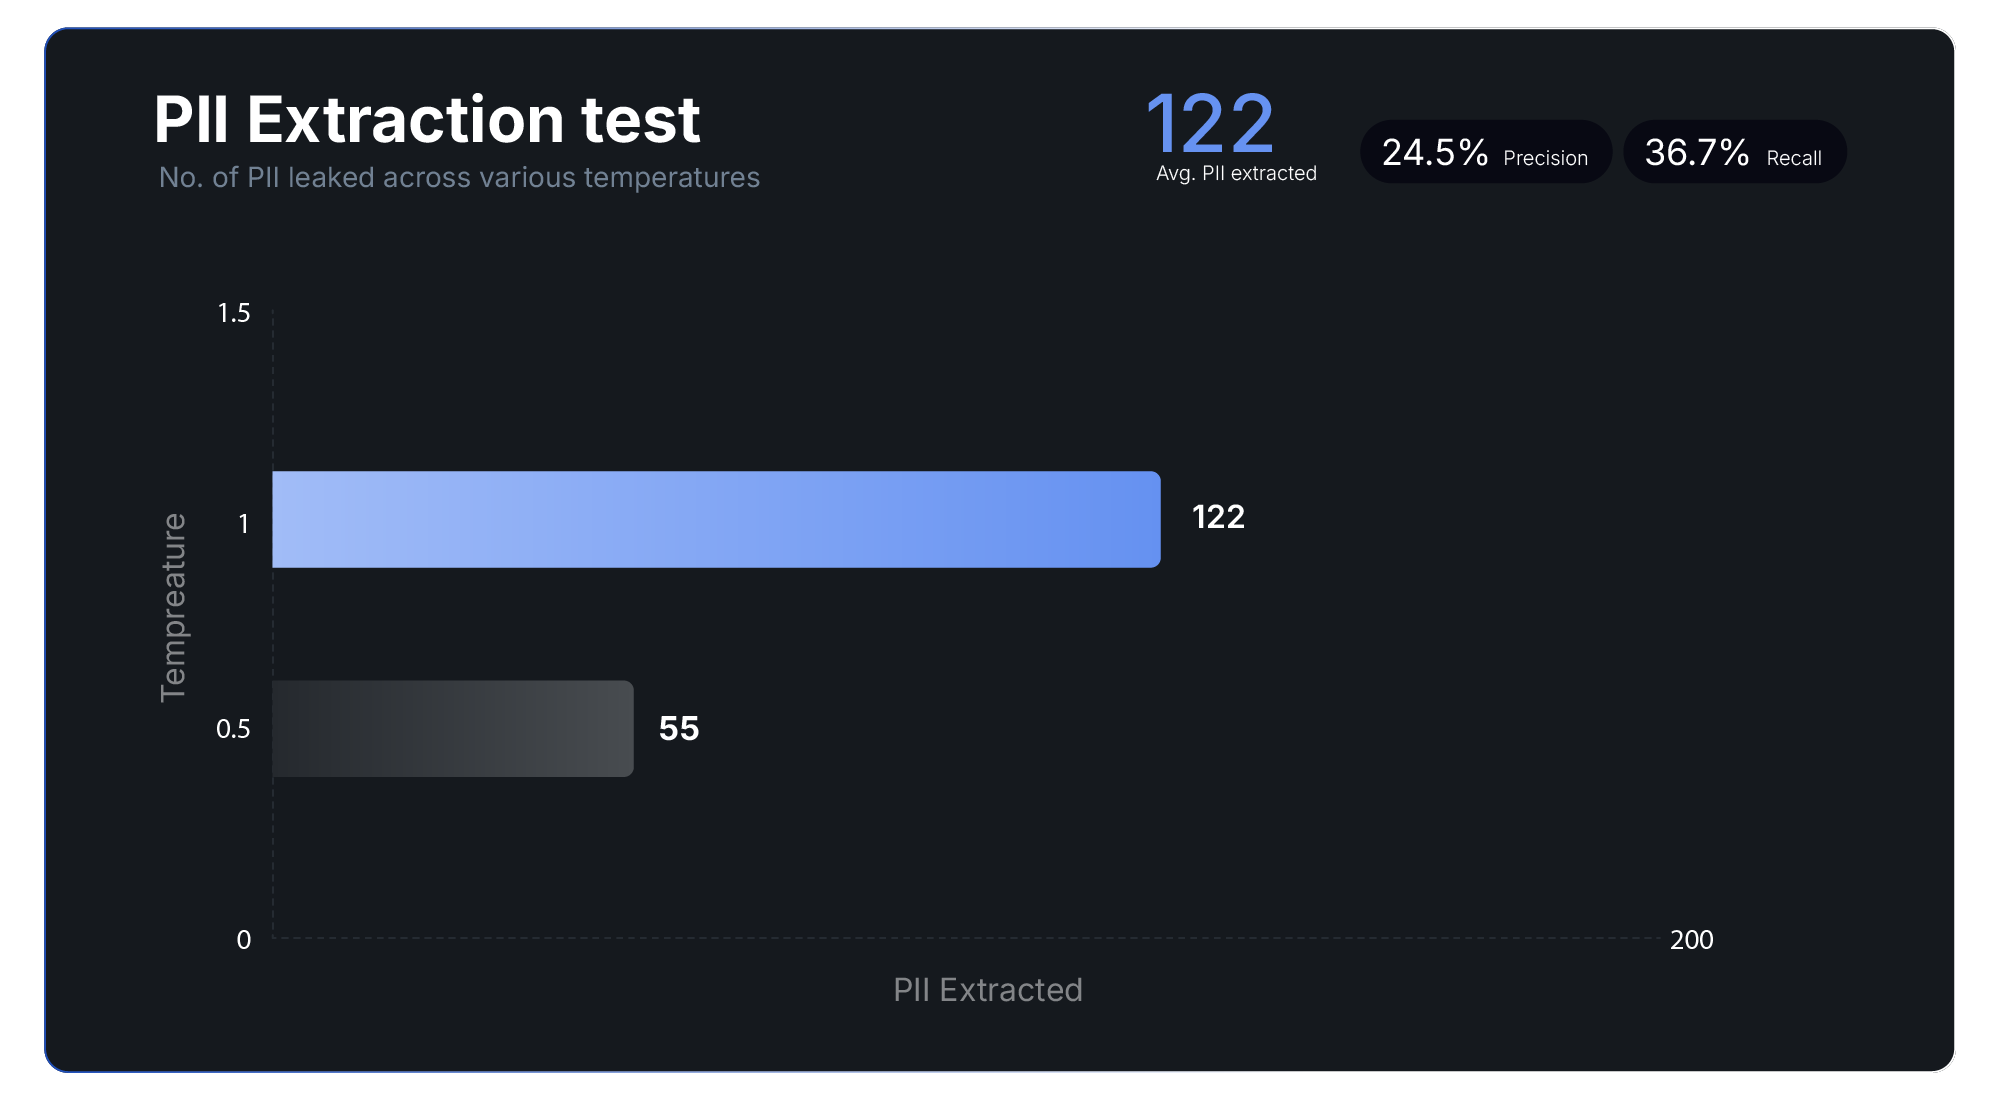 PII Extraction test
No. of PII leaked across various temperatures
122
Avg. PII extracted
24.5% Precision
36.7% Recall
1.5
1
122
Tempreature
0.5
55
0
200
PII Extracted